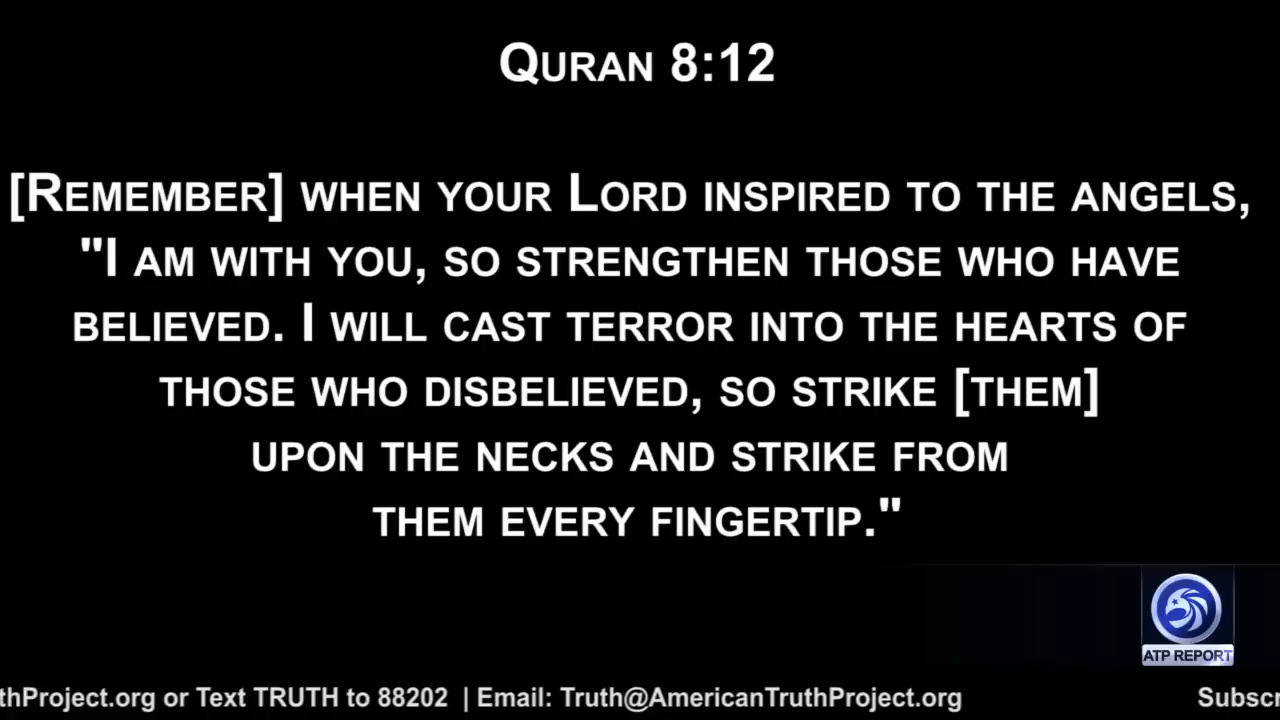 Quran 8:12
[Remember] when your Lord inspired to the angels,
"I am with you, so strengthen those who have
believed. I will cast terror into the hearts of
those who disbelieved, so strike [them]
upon the necks and strike from
them every fingertip."
ATP REPORT
thProject.org or Text TRUTH to 88202 | Email: Truth@AmericanTruthProject.org Subscr